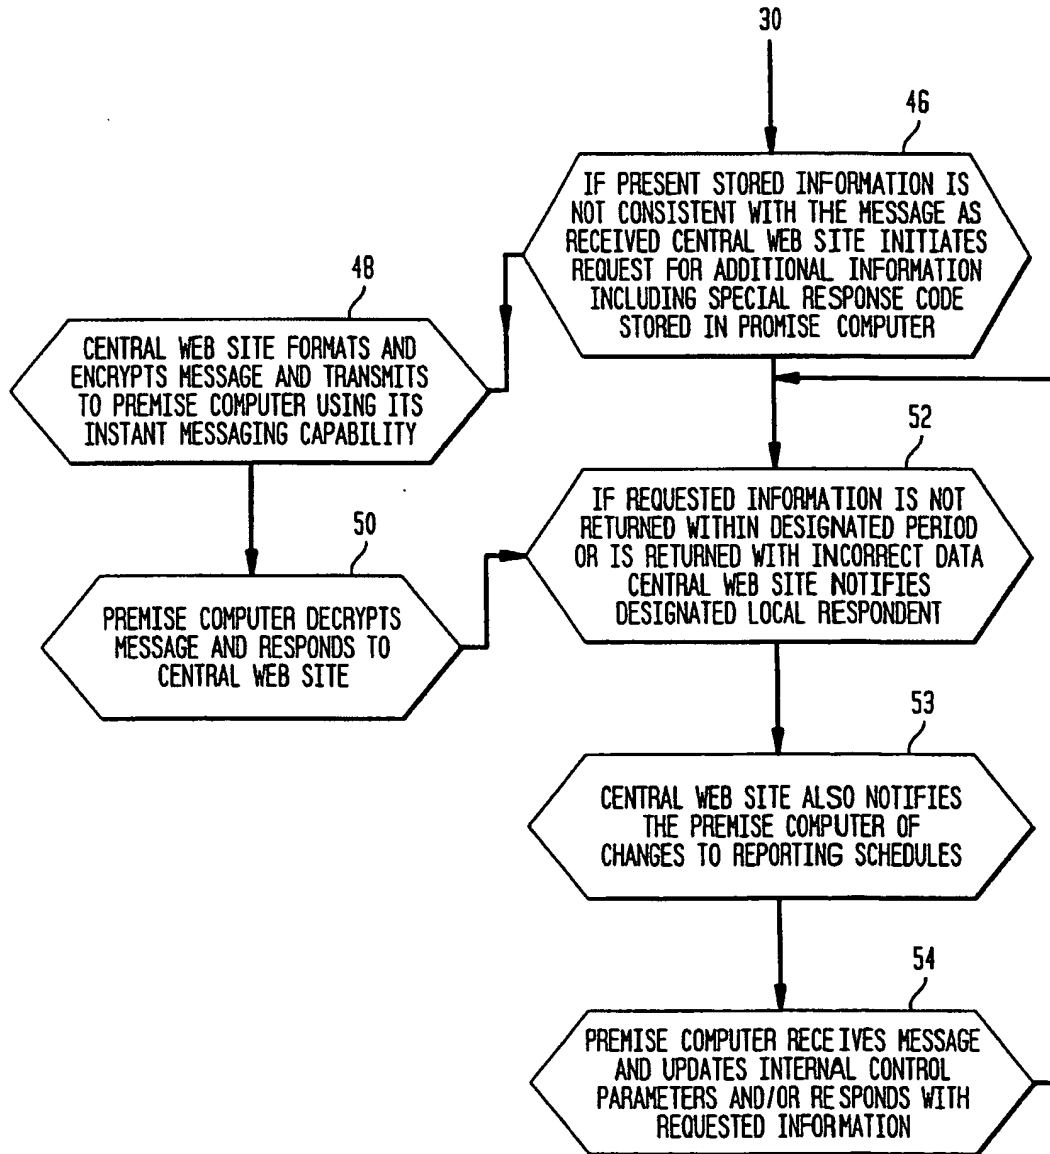 30
46
IF PRESENT STORED INFORMATION IS
NOT CONSISTENT WITH THE MESSAGE AS
RECEIVED CENTRAL WEB SITE INITIATES
REQUEST FOR ADDITIONAL INFORMATION
INCLUDING SPECIAL RESPONSE CODE
STORED IN PROMISE COMPUTER
48
CENTRAL WEB SITE FORMATS AND
ENCRYPTS MESSAGE AND TRANSMITS
TO PREMISE COMPUTER USING ITS
INSTANT MESSAGING CAPABILITY
50
PREMISE COMPUTER DECRYPTS
MESSAGE AND RESPONDS TO
CENTRAL WEB SITE
52
IF REQUESTED INFORMATION IS NOT
RETURNED WITHIN DESIGNATED PERIOD
OR IS RETURNED WITH INCORRECT DATA
CENTRAL WEB SITE NOTIFIES
DESIGNATED LOCAL RESPONDENT
53
CENTRAL WEB SITE ALSO NOTIFIES
THE PREMISE COMPUTER OF
CHANGES TO REPORTING SCHEDULES
54
PREMISE COMPUTER RECEIVES MESSAGE
AND UPDATES INTERNAL CONTROL
PARAMETERS AND/OR RESPONDS WITH
REQUESTED INFORMATION